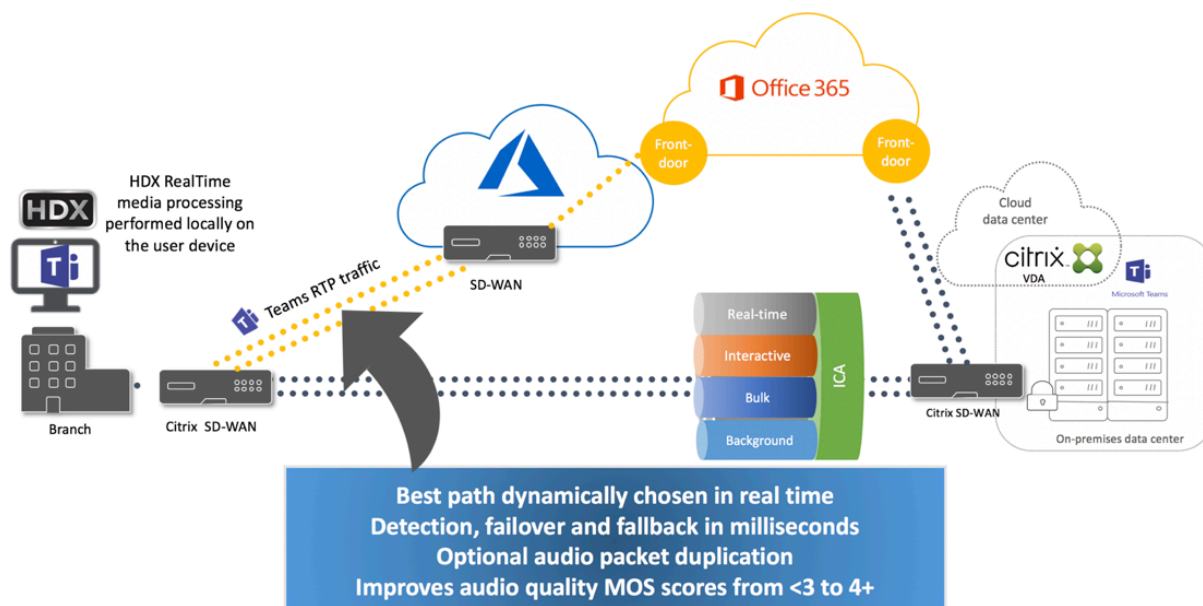 Office 365
Front-
door
Front-
door
HDX
HDX RealTime
media processing
performed locally on
the user device
T
Cloud
data center
citrix
VDA
T
Microsoft Teams
SD-WAN
T
Teams RTP traffic
Real-time
Interactive
Bulk
Background
ICA
Branch
Citrix SD-WAN
Citrix SD-WAN
On-premises data center
Best path dynamically chosen in real time
Detection, failover and fallback in milliseconds
Optional audio packet duplication
Improves audio quality MOS scores from <3 to 4+